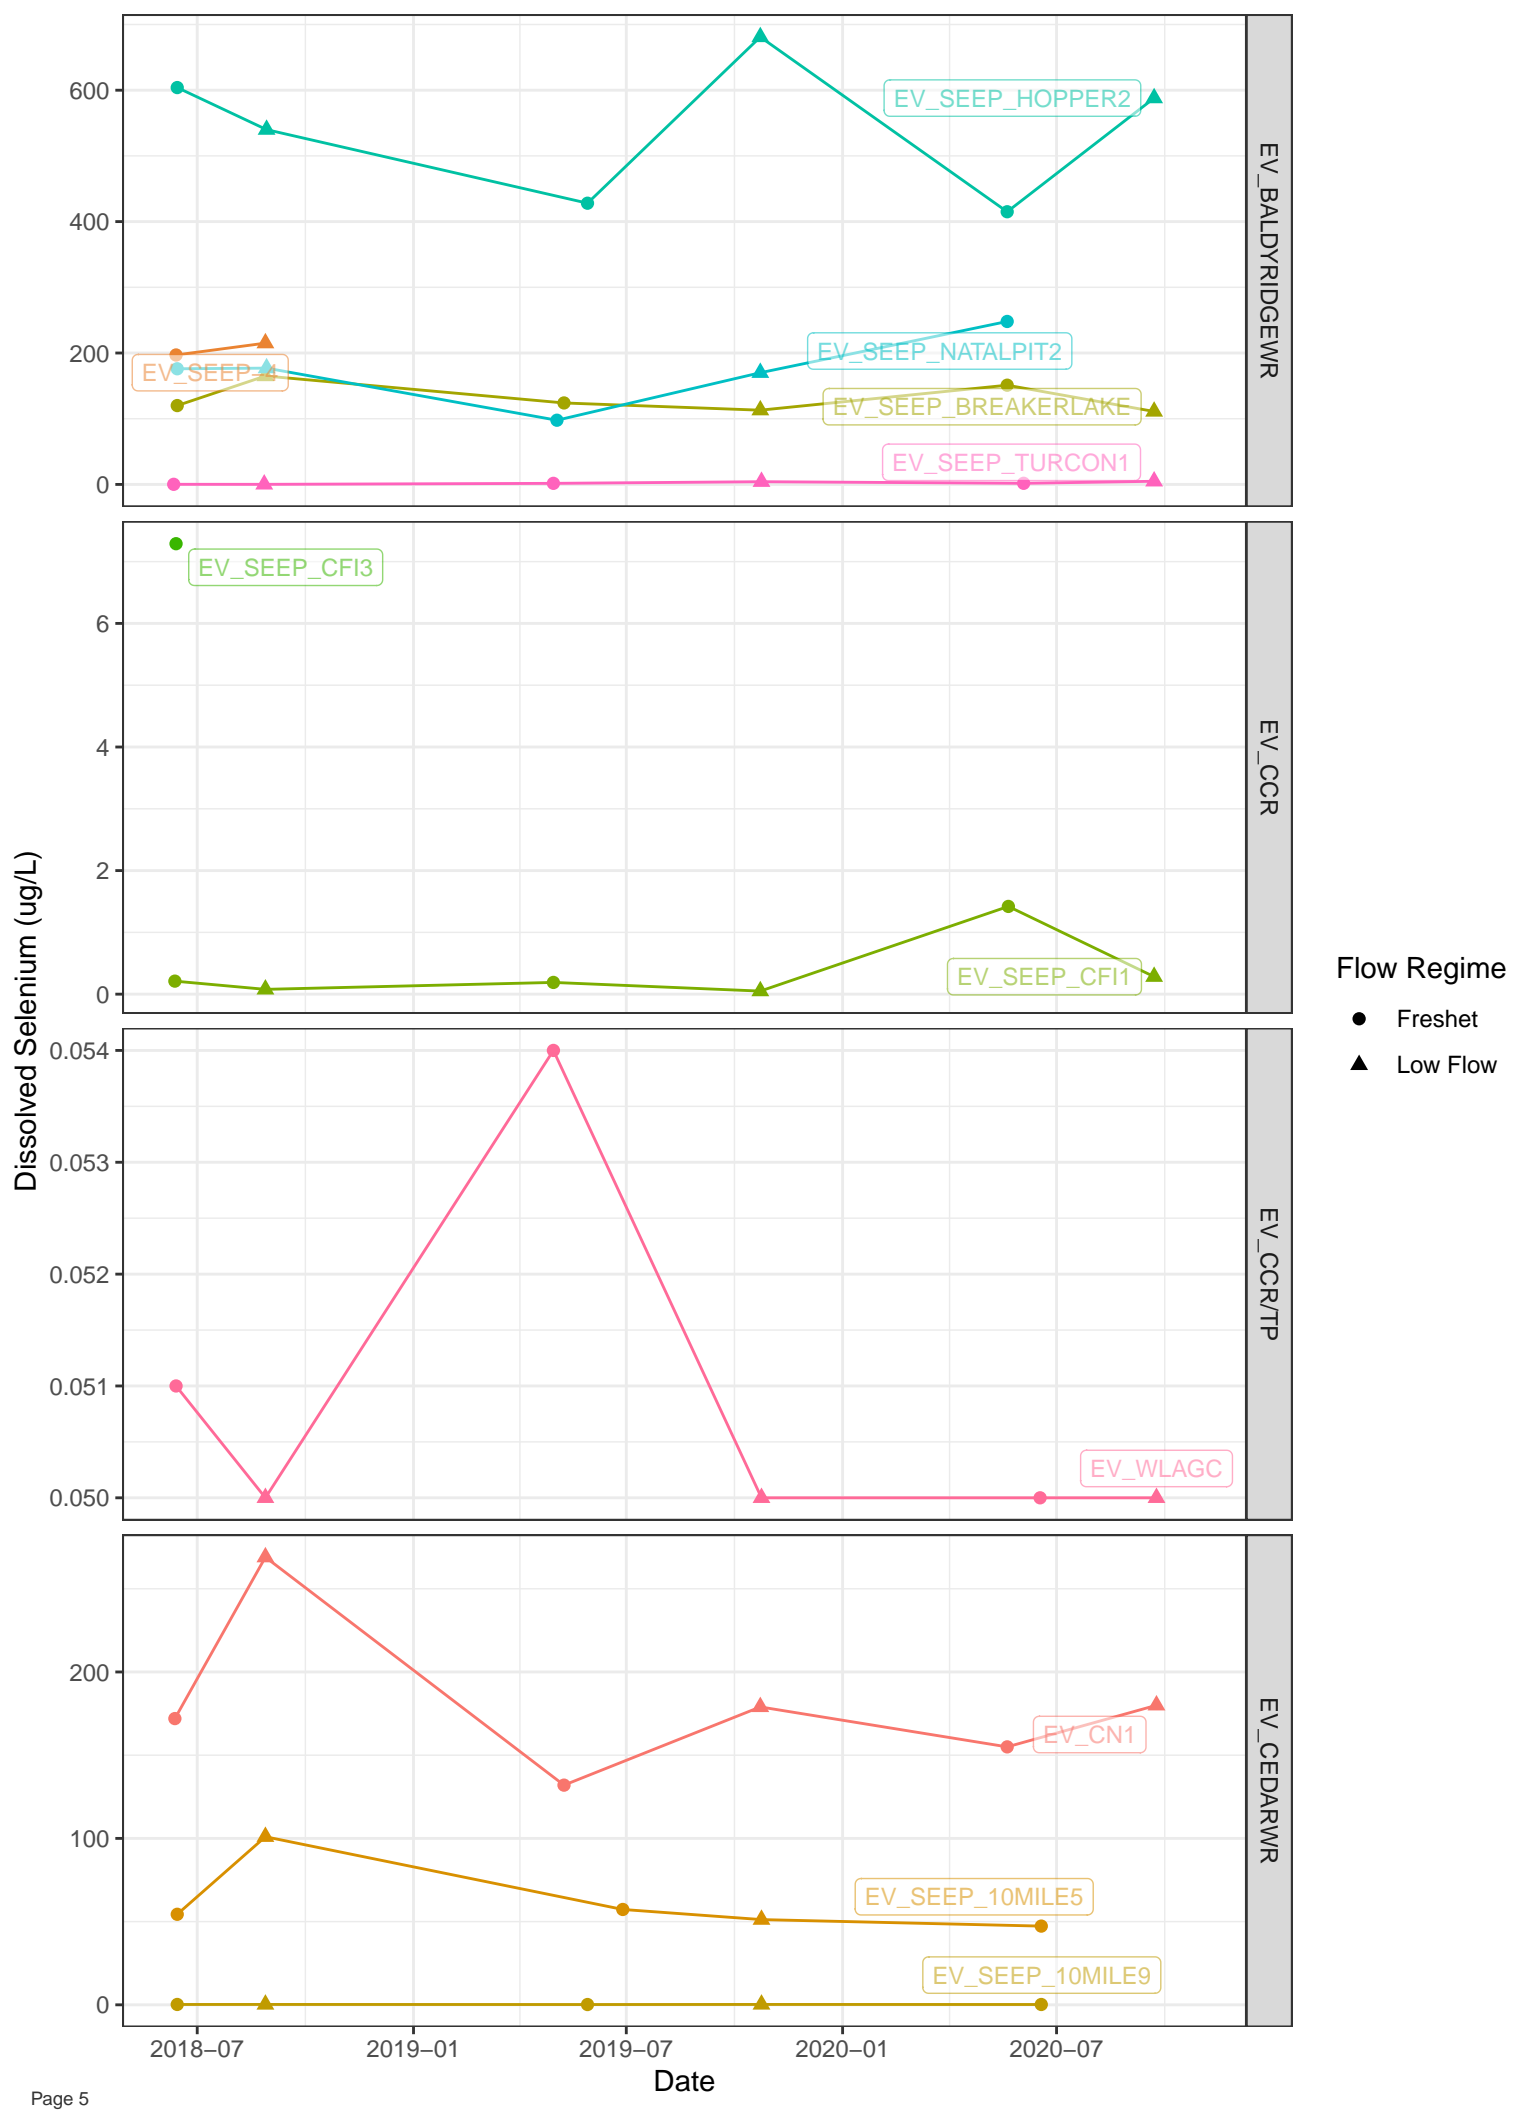 600
400
200
0
EV_SEEP_HOPPER2
EV_SEEP_NATALPIT2
EV_SEEP-4
EV_SEEP_BREAKERLAKE
EV_SEEP_TURCON1
EV_BALDYRIDGEWR
6
4
2
0
EV_SEEP_CFI3
EV_SEEP_CFI1
EV_CCR
Dissolved Selenium (ug/L)
Flow Regime
Freshet
Low Flow
0.054
0.053
0.052
0.051
0.050
EV_WLAGC
EV_CCR/TP
200
100
0
EV_CN1
EV_SEEP_10MILE5
EV_SEEP_10MILE9
EV_CEDARWR
2018–07
2019–01
2019–07
2020–01
2020–07
Date
Page 5